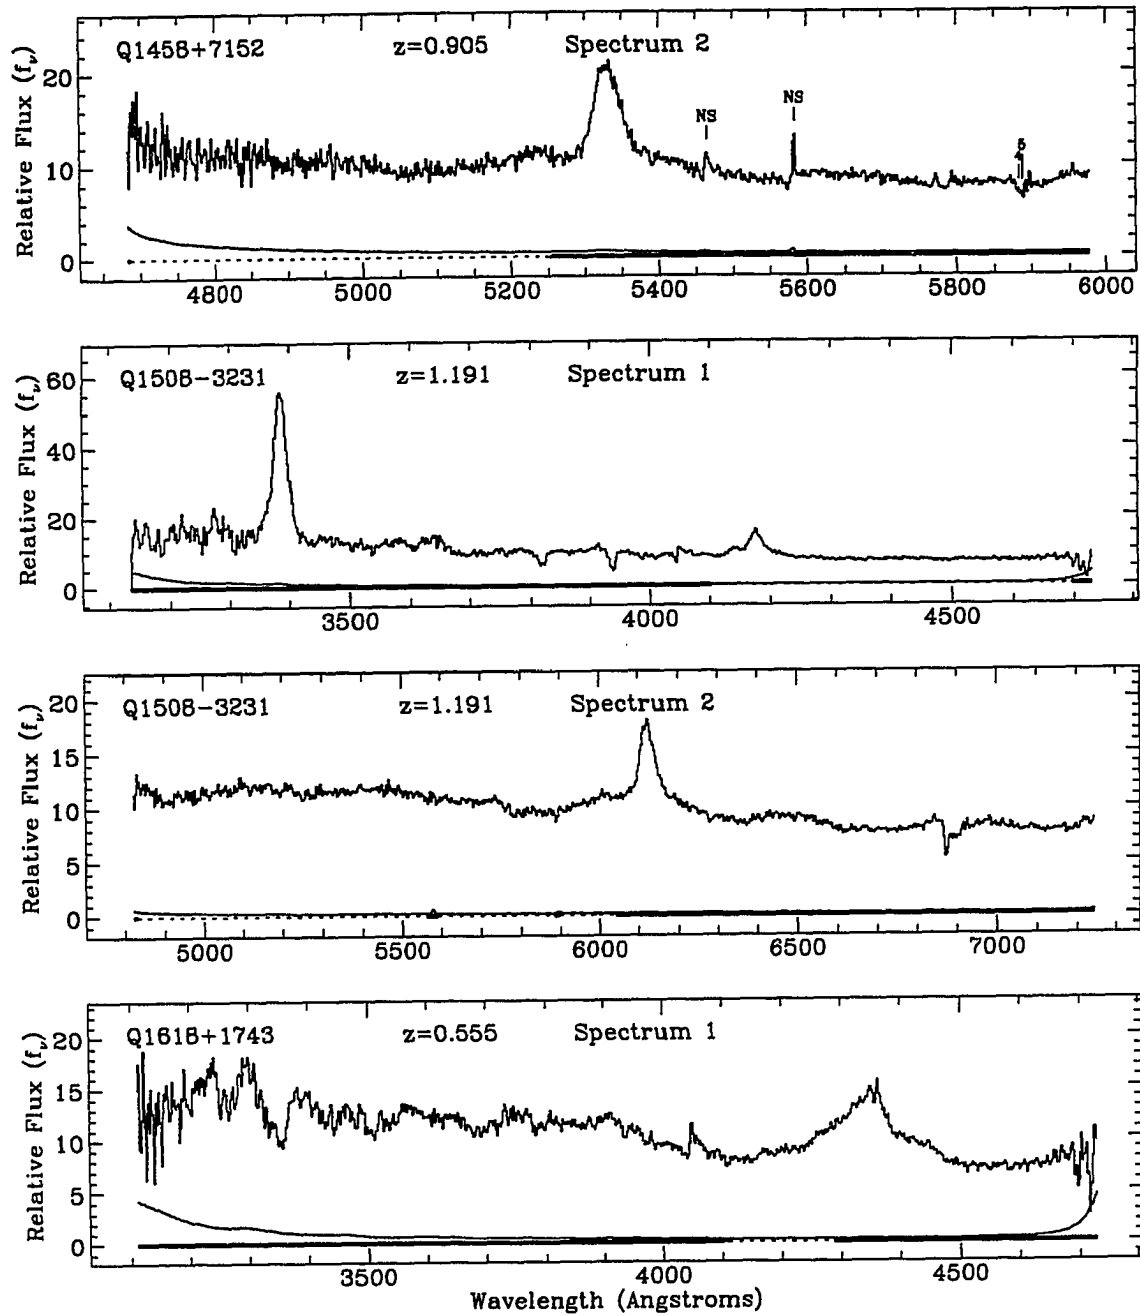 Q1458+7152 z=0.905 Spectrum 2
Relative Flux (fν)
20
10
0
NS
NS
5
4
4800 5000 5200 5400 5600 5800 6000
Q1508-3231 z=1.191 Spectrum 1
Relative Flux (fν)
60
40
20
0
3500 4000 4500
Q1508-3231 z=1.191 Spectrum 2
Relative Flux (fν)
20
15
10
5
0
5000 5500 6000 6500 7000
Q1618+1743 z=0.555 Spectrum 1
Relative Flux (fν)
20
15
10
5
0
3500 4000 4500
Wavelength (Angstroms)